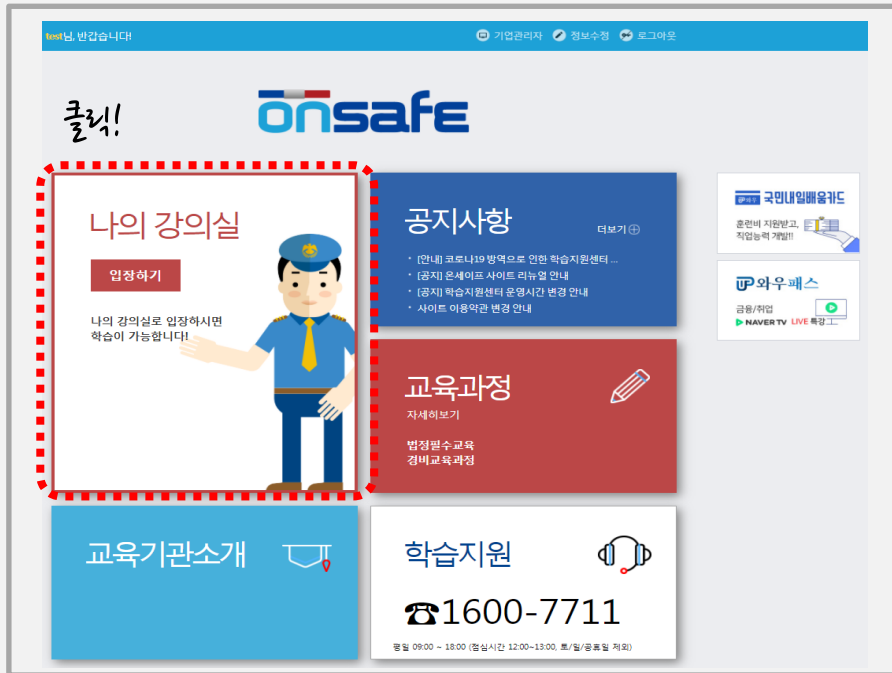 test님, 반갑습니다!
기업관리자 정보수정 로그아웃
클릭!
onsafe
나의 강의실
입장하기
나의 강의실로 입장하시면
학습이 가능합니다!
공지사항
더보기
· [안내] 코로나19 방역으로 인한 학습지원센터 ...
· [공지] 온세이프 사이트 리뉴얼 안내
· [공지] 학습지원센터 운영시간 변경 안내
· 사이트 이용약관 변경 안내
국민내일배움카드
훈련비 지원받고,
직업능력 개발!!
와우패스
금융/취업
NAVER TV LIVE 특강
교육과정
자세히보기
법정필수교육
경비교육과정
교육기관소개
학습지원
☎1600-7711
평일 09:00 ~ 18:00 (점심시간 12:00~13:00, 토/일/공휴일 제외)